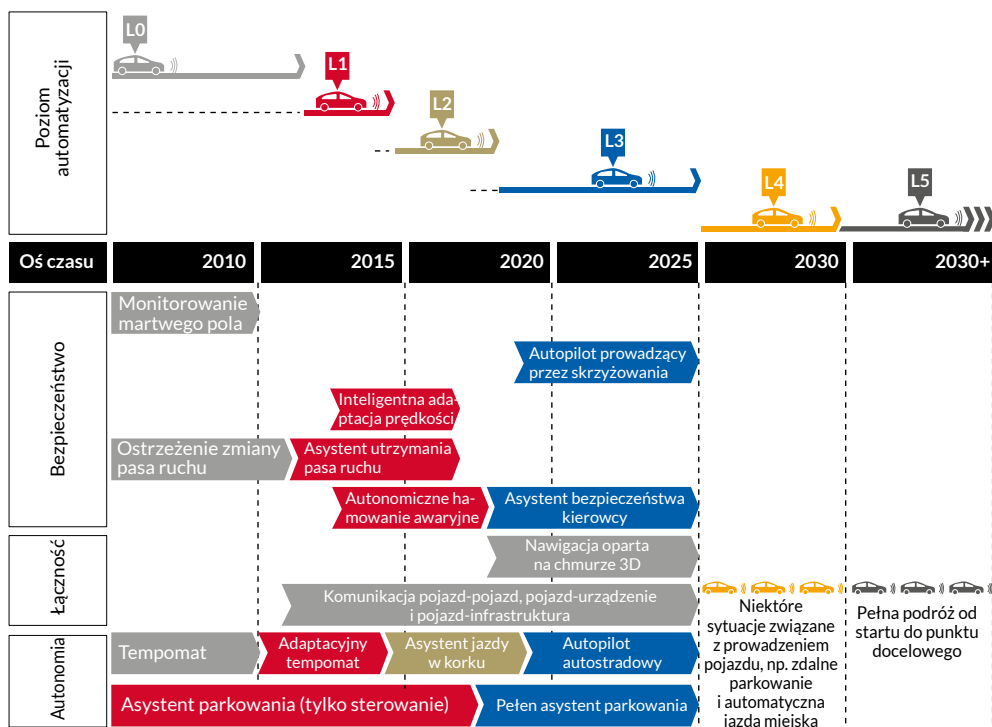 L0
L1
L2
L3
L4
L5
Poziom
automatyzacji
Oś czasu
2010
2015
2020
2025
2030
2030+
Bezpieczeństwo
Monitorowanie
martwego pola
Autopilot prowadzący
przez skrzyżowania
Inteligentna ada-
ptacja prędkości
Ostrzeżenie zmiany
pasa ruchu
Asystent utrzymania
pasa ruchu
Autonomiczne ha-
mowanie awaryjne
Asystent bezpieczeństwa
kierowcy
Łączność
Nawigacja oparta
na chmurze 3D
Komunikacja pojazd-pojazd, pojazd-urządzenie
i pojazd-infrastruktura
Autonomia
Tempomat
Adaptacyjny
tempomat
Asystent jazdy
w korku
Autopilot
autostradowy
Asystent parkowania (tylko sterowanie)
Pełen asystent parkowania
Niektóre
sytuacje związane
z prowadzeniem
pojazdu, np. zdalne
parkowanie
i automatyczna
jazda miejska
Pełna podróż od
startu do punktu
docelowego